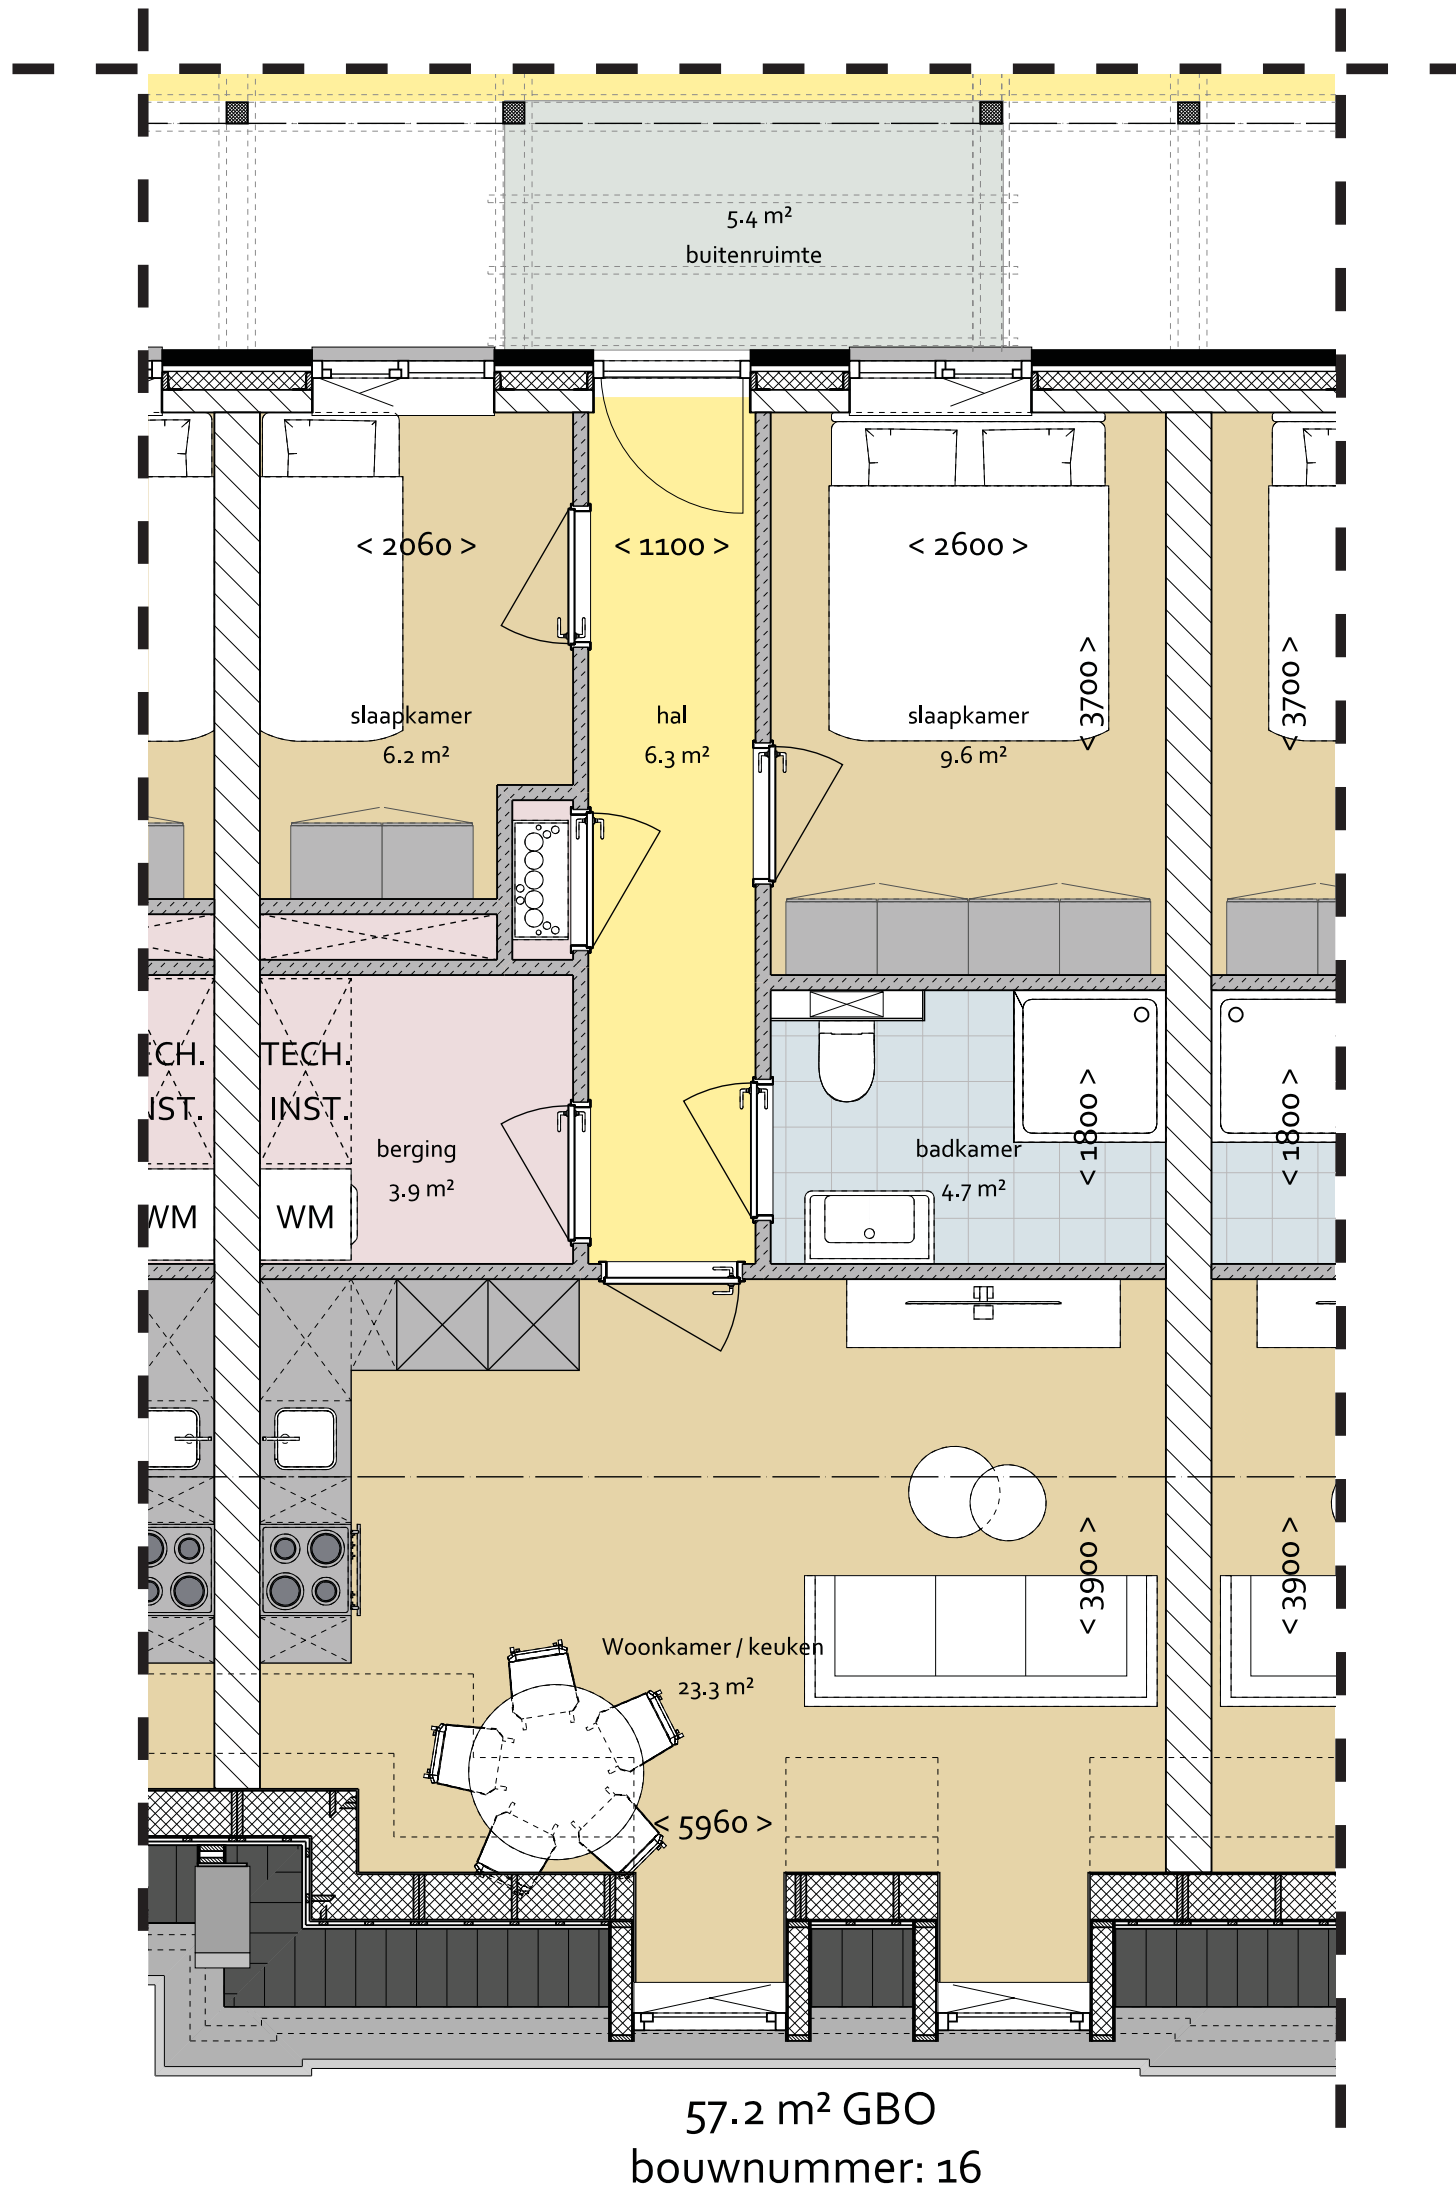 5.4 m²
buitenruimte
< 2060 >
< 1100 >
< 2600 >
< 3700 >
< 3700 >
slaapkamer
6.2 m²
hal
6.3 m²
slaapkamer
9.6 m²
ECH.
NST.
TECH.
INST.
berging
3.9 m²
badkamer
4.7 m²
< 1800 >
< 1800 >
WM
WM
< 3900 >
< 3900 >
Woonkamer / keuken
23.3 m²
< 5960 >
57.2 m² GBO
bouwnummer: 16